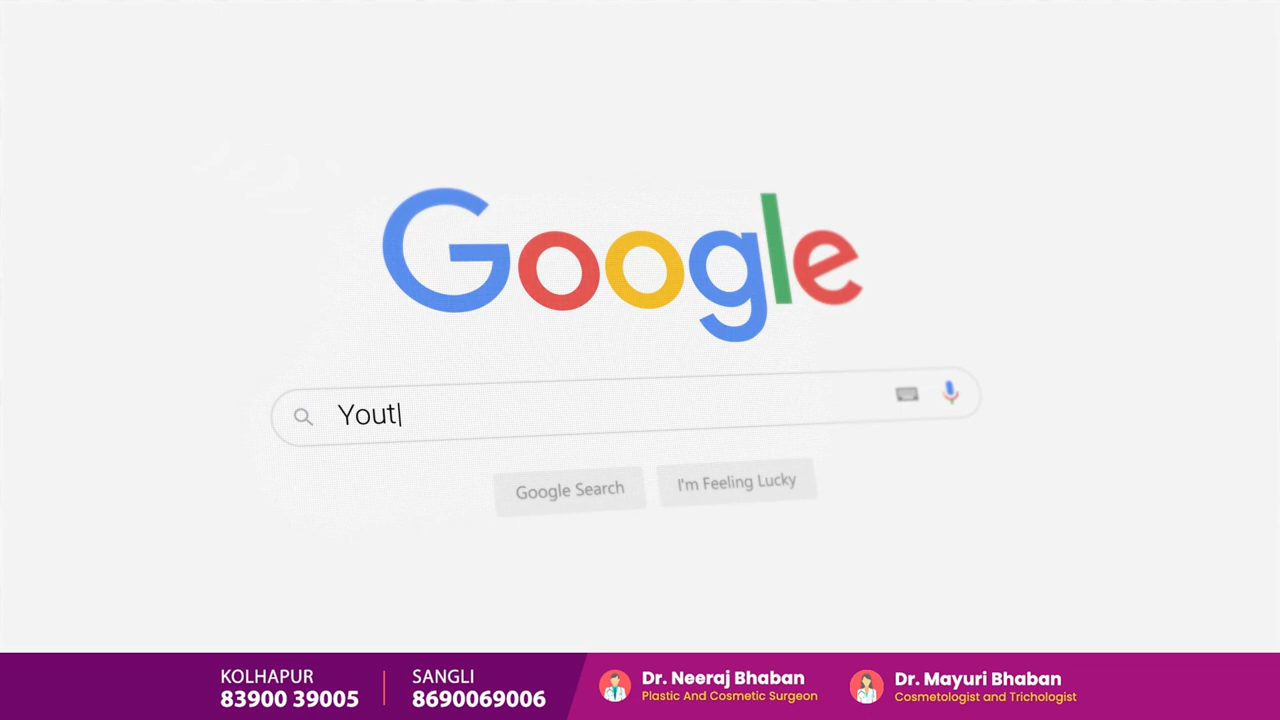 Google
Yout
Google Search
I'm Feeling Lucky
KOLHAPUR
83900 39005
SANGLI
8690069006
Dr. Neeraj Bhaban
Plastic And Cosmetic Surgeon
Dr. Mayuri Bhaban
Cosmetologist and Trichologist